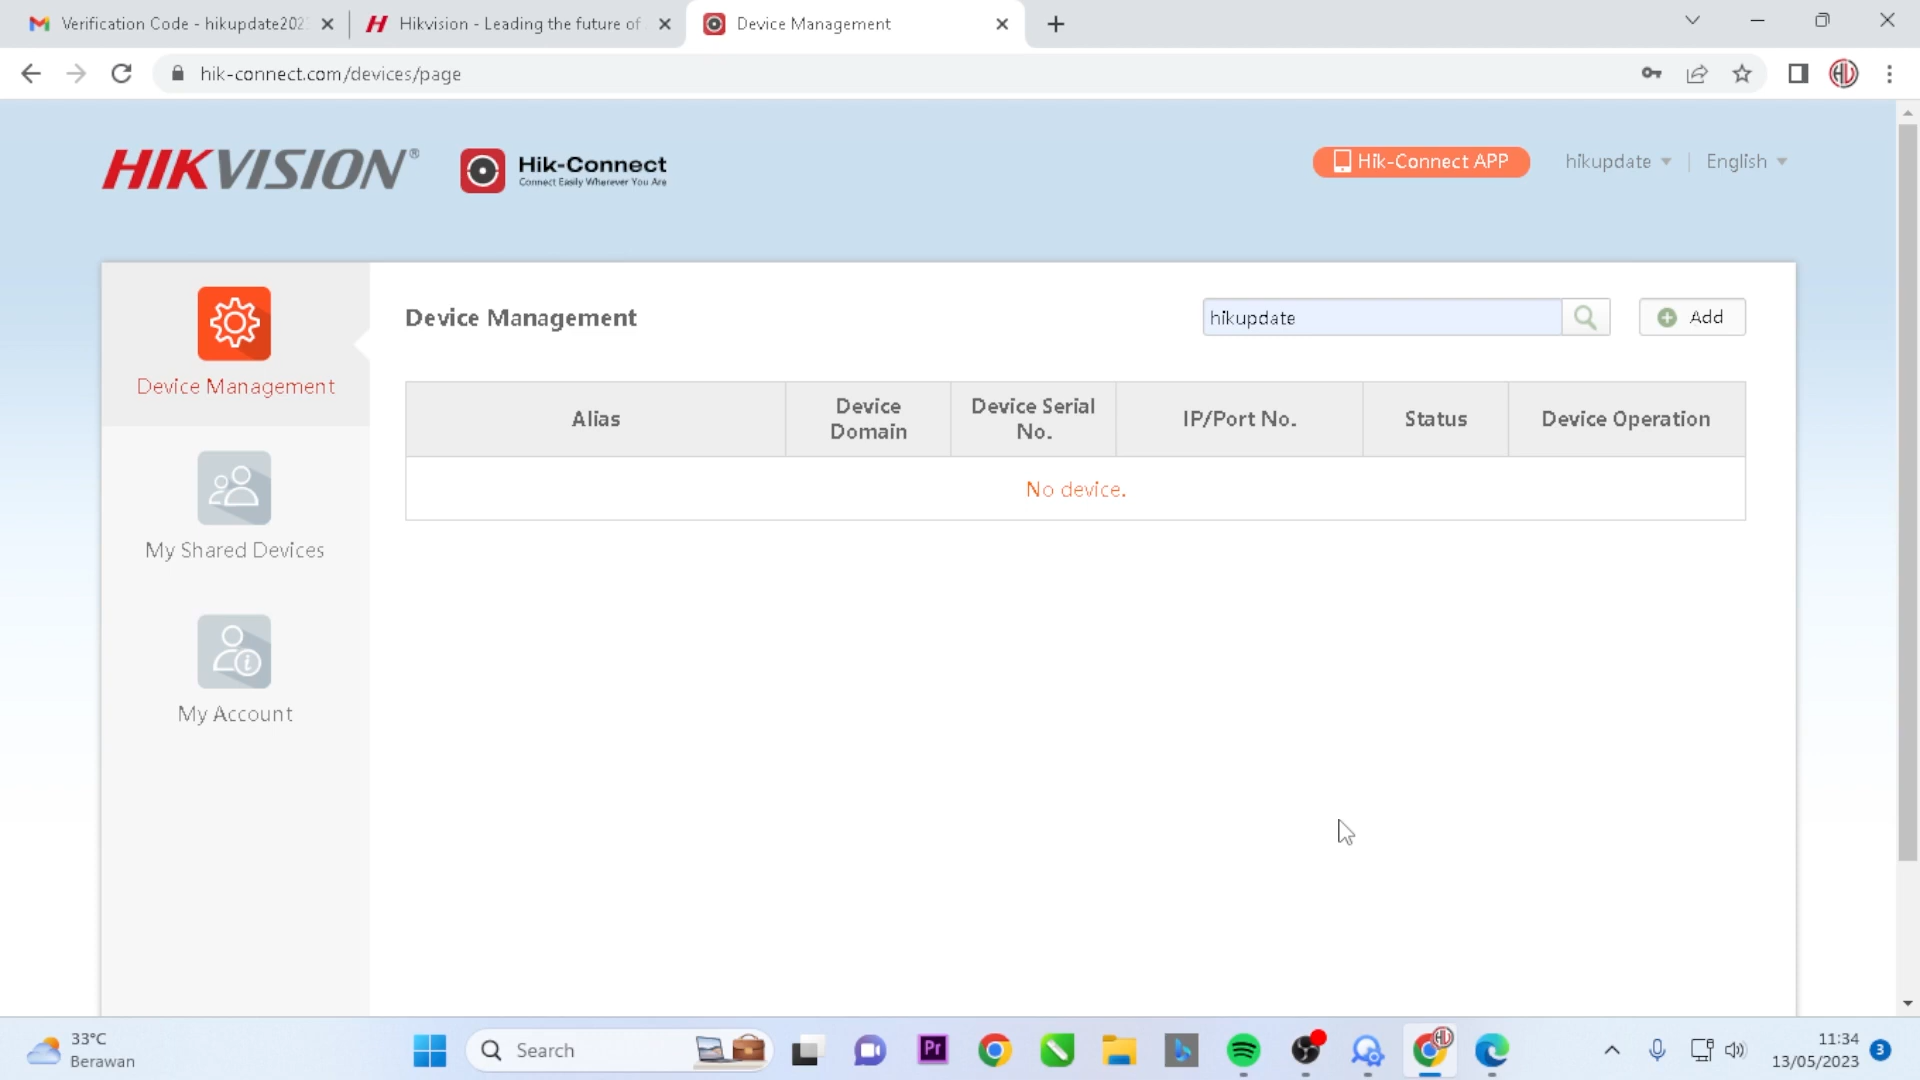 Verification Code - hikupdate202
Hikvision - Leading the future of
Device Management
hik-connect.com/devices/page
HIKVISION®
Hik-Connect
Connect Easily Wherever You Are
Hik-Connect APP
hikupdate
English
Device Management
My Shared Devices
My Account
Device Management
hikupdate
Add
Alias
Device Domain
Device Serial No.
IP/Port No.
Status
Device Operation
No device.
33°C
Berawan
Search
Pr
11:34
13/05/2023
3